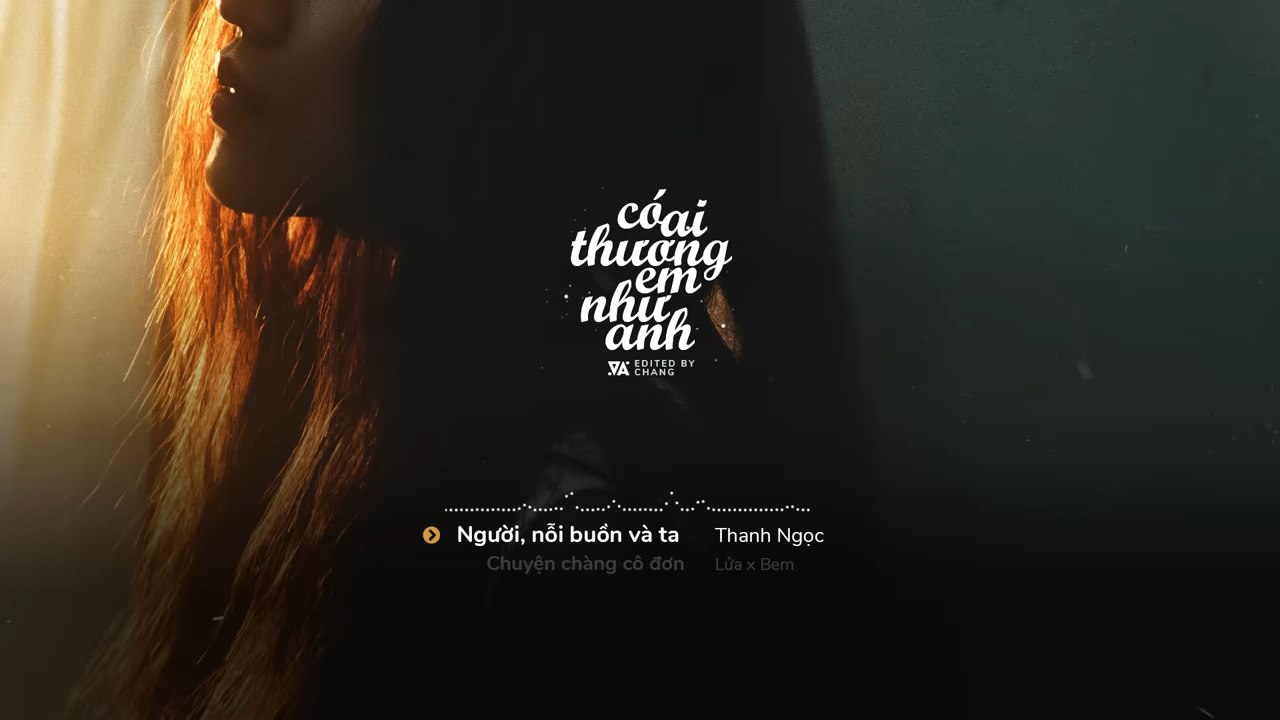 có ai
thương
em
như
anh
EDITED BY
CHANG
Người, nỗi buồn và ta Thanh Ngọc
Chuyện chàng cô đơn Lửa x Bem